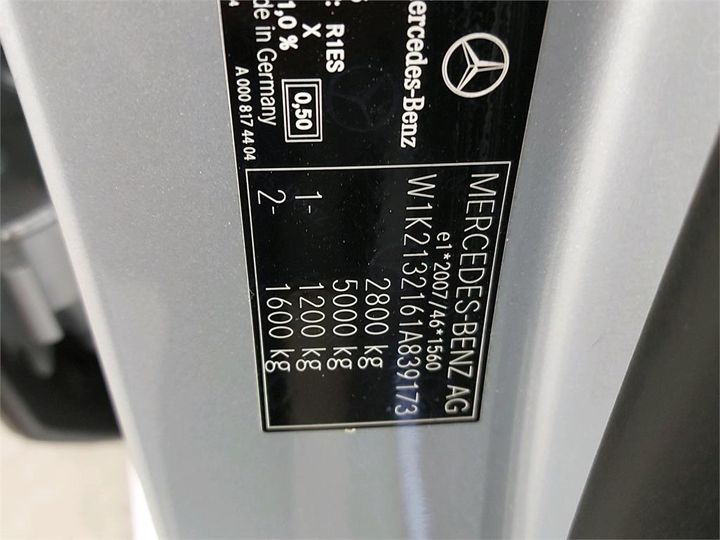 MERCEDES-BENZ AG
e1*2007/46*1560
W1K2132161A839173
2800 kg
5000 kg
1- 1200 kg
2- 1600 kg
ercedes-Benz
R1ES
X
1,0 %
0,50
de in Germany
A 000 817 44 04